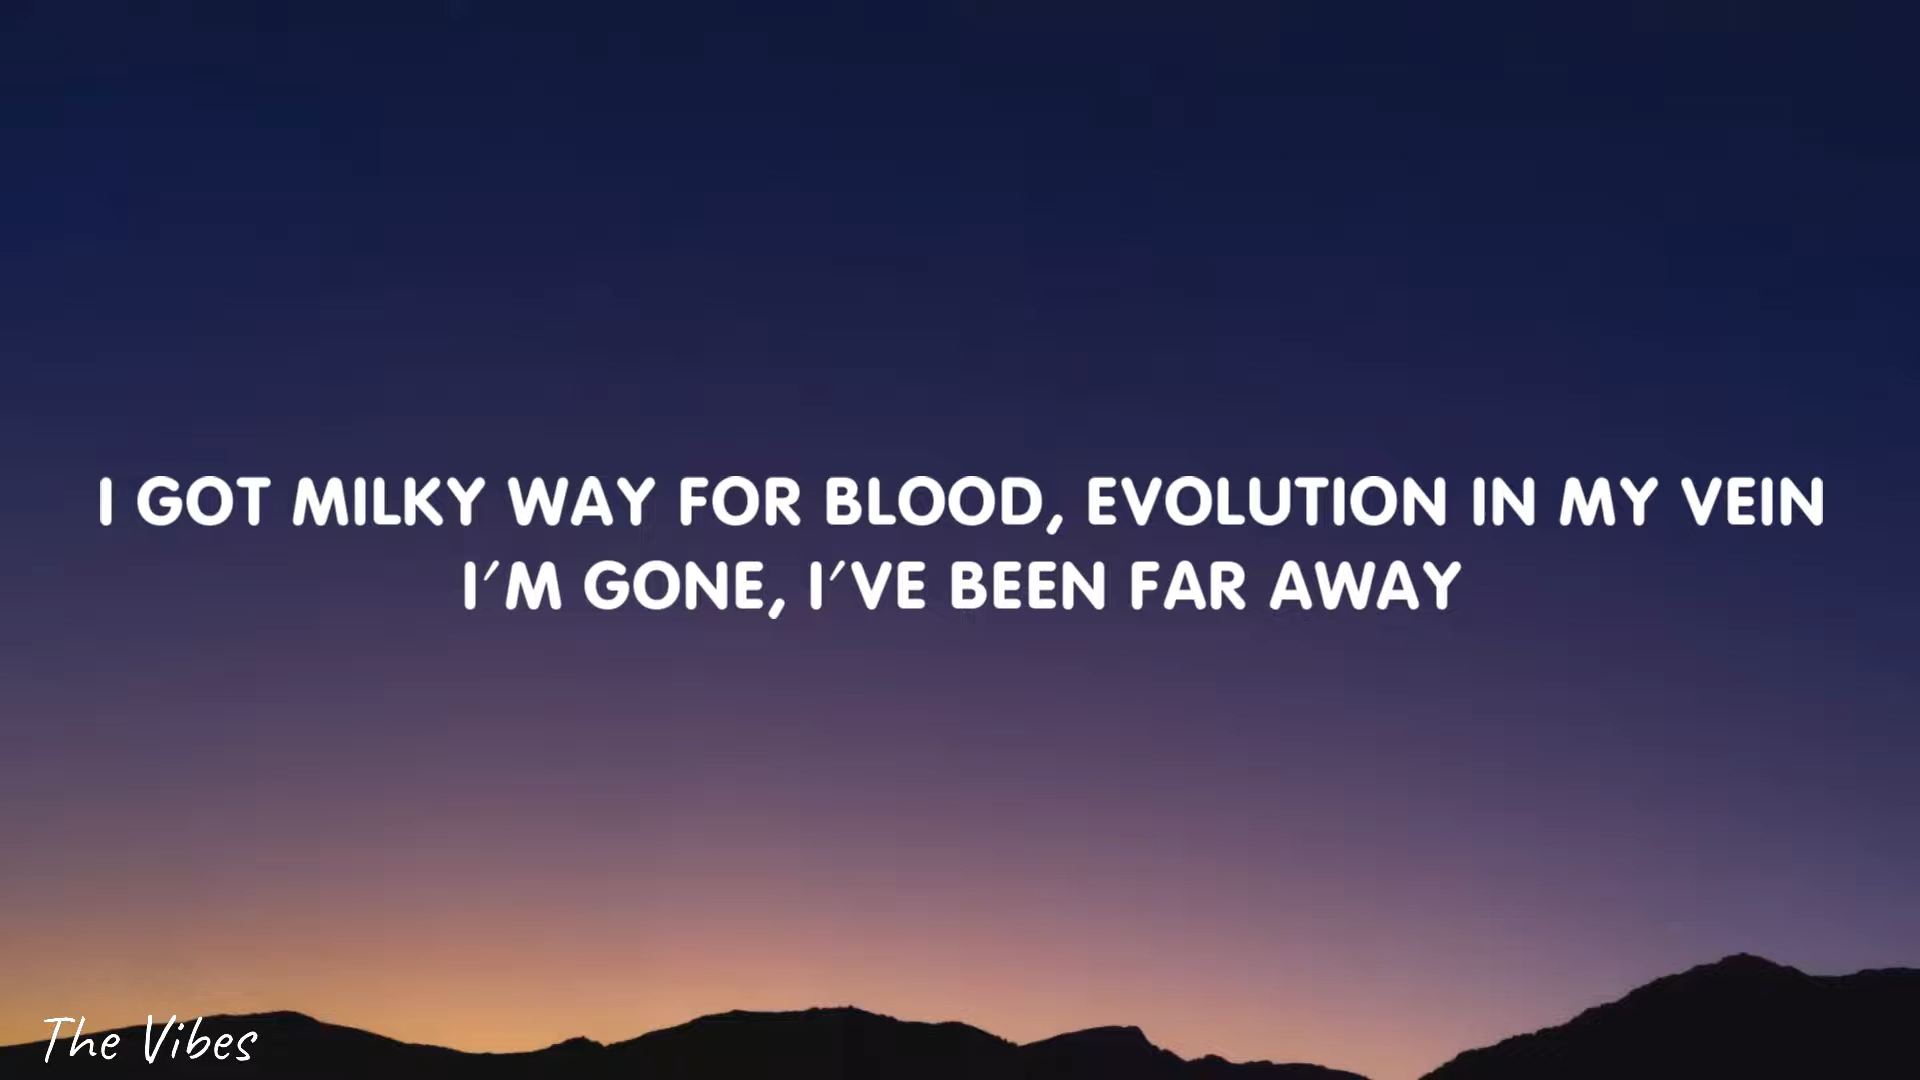 I GOT MILKY WAY FOR BLOOD, EVOLUTION IN MY VEIN
I'M GONE, I'VE BEEN FAR AWAY
The Vibes